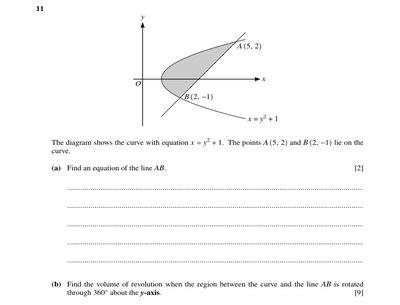 11
y
A (5, 2)
O
x
B (2, −1)
x = y² + 1
The diagram shows the curve with equation x = y² + 1. The points A (5, 2) and B (2, −1) lie on the
curve.
(a) Find an equation of the line AB. [2]
(b) Find the volume of revolution when the region between the curve and the line AB is rotated
through 360° about the y-axis. [9]